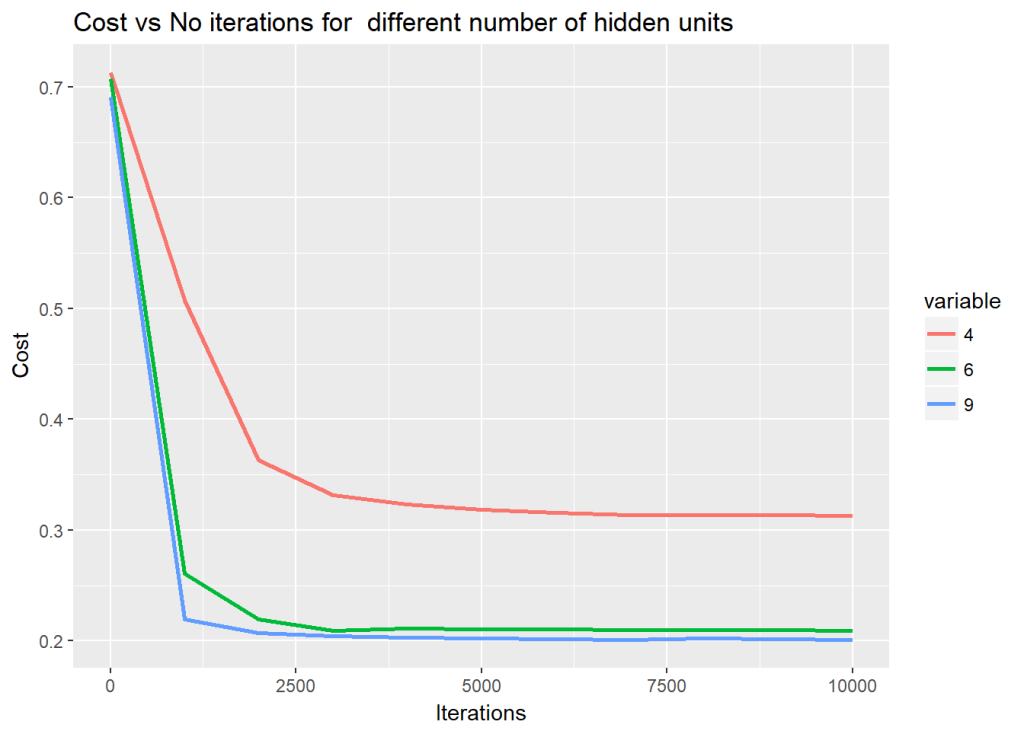 Cost vs No iterations for  different number of hidden units
0.7
0.6
0.5
0.4
0.3
0.2
Cost
0 2500 5000 7500 10000
Iterations
variable
4
6
9